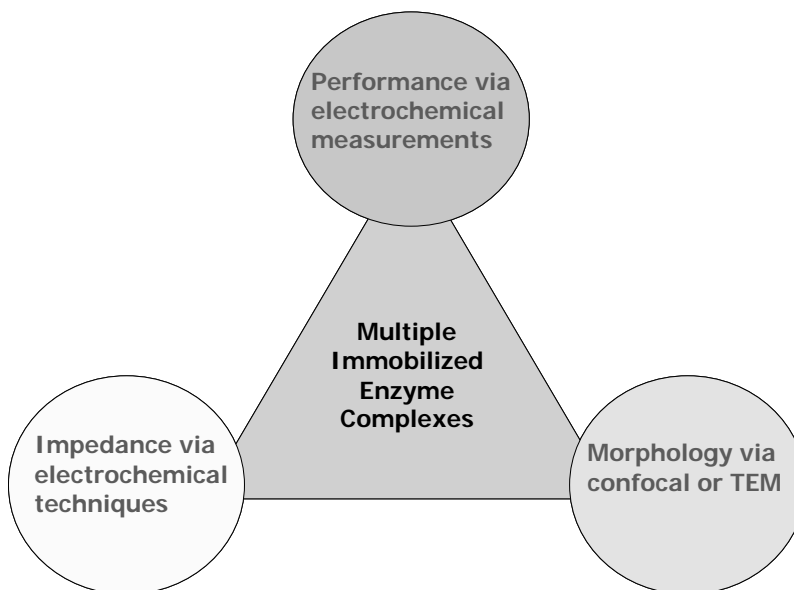 Performance via
electrochemical
measurements
Multiple
Immobilized
Enzyme
Complexes
Impedance via
electrochemical
techniques
Morphology via
confocal or TEM